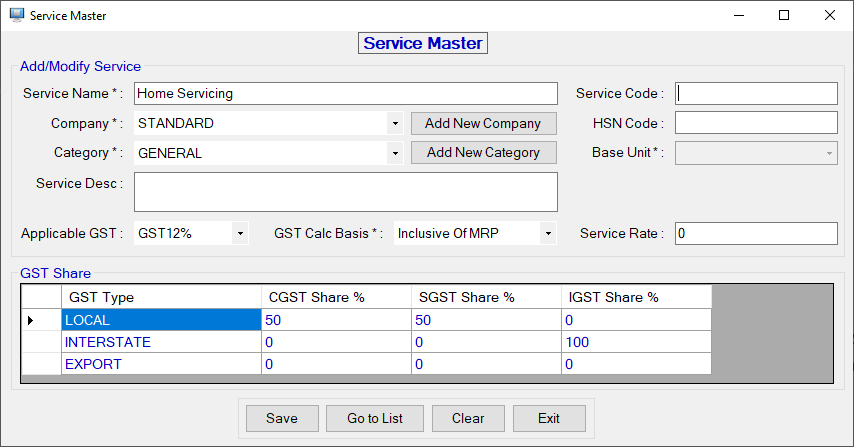 Service Master
Service Master
Add/Modify Service
Service Name * : Home Servicing Service Code :
Company * : STANDARD Add New Company HSN Code :
Category * : GENERAL Add New Category Base Unit * :
Service Desc :
Applicable GST : GST12% GST Calc Basis * : Inclusive Of MRP Service Rate : 0
GST Share
GST Type CGST Share % SGST Share % IGST Share %
LOCAL 50 50 0
INTERSTATE 0 0 100
EXPORT 0 0 0
Save Go to List Clear Exit